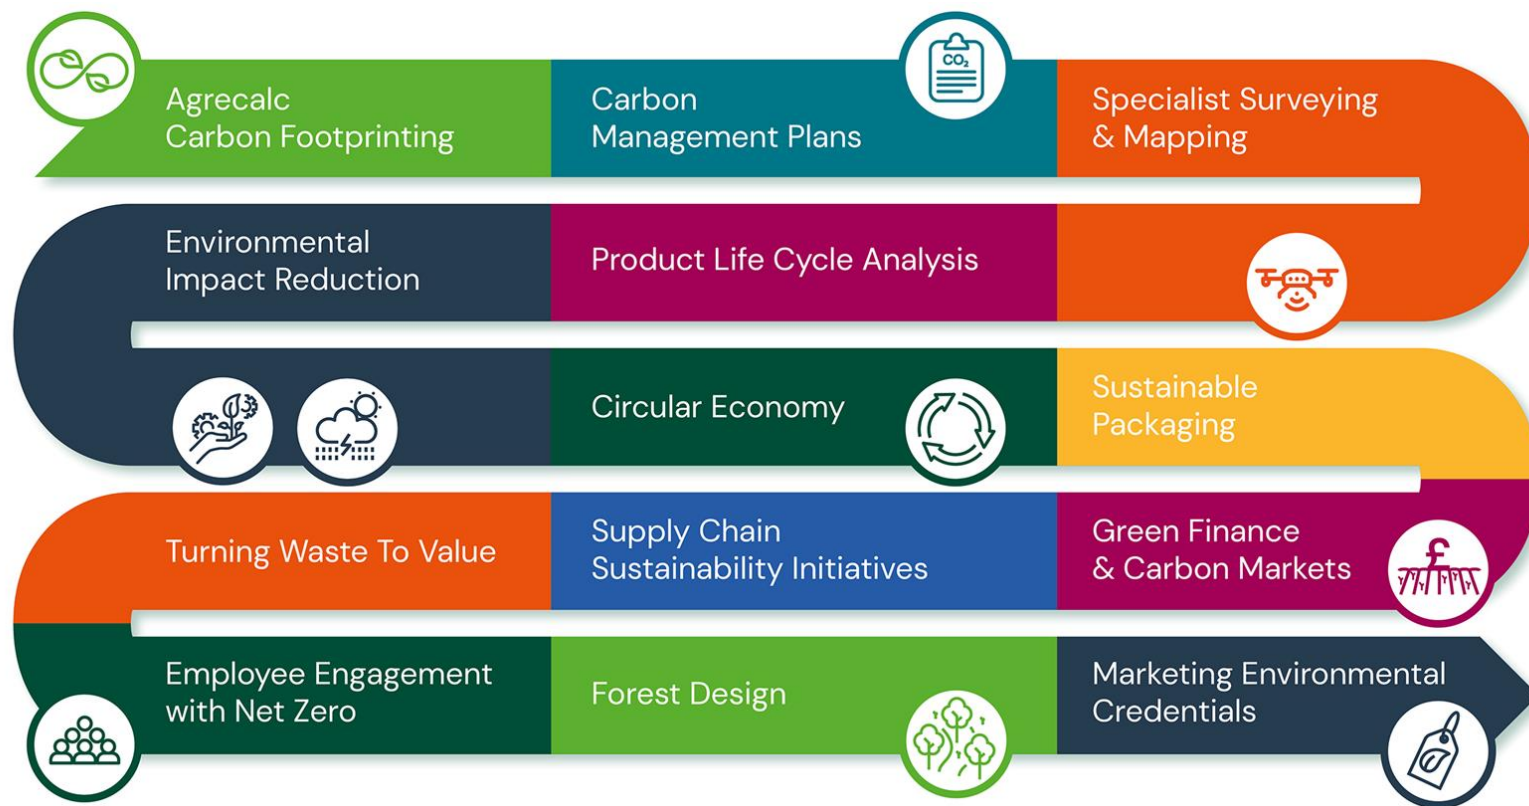 Agrecalc
Carbon Footprinting
Carbon
Management Plans
CO₂
Specialist Surveying
& Mapping
Product Life Cycle Analysis
Environmental
Impact Reduction
Circular Economy
Sustainable
Packaging
Green Finance
& Carbon Markets
£
Supply Chain
Sustainability Initiatives
Turning Waste To Value
Employee Engagement
with Net Zero
Forest Design
Marketing Environmental
Credentials